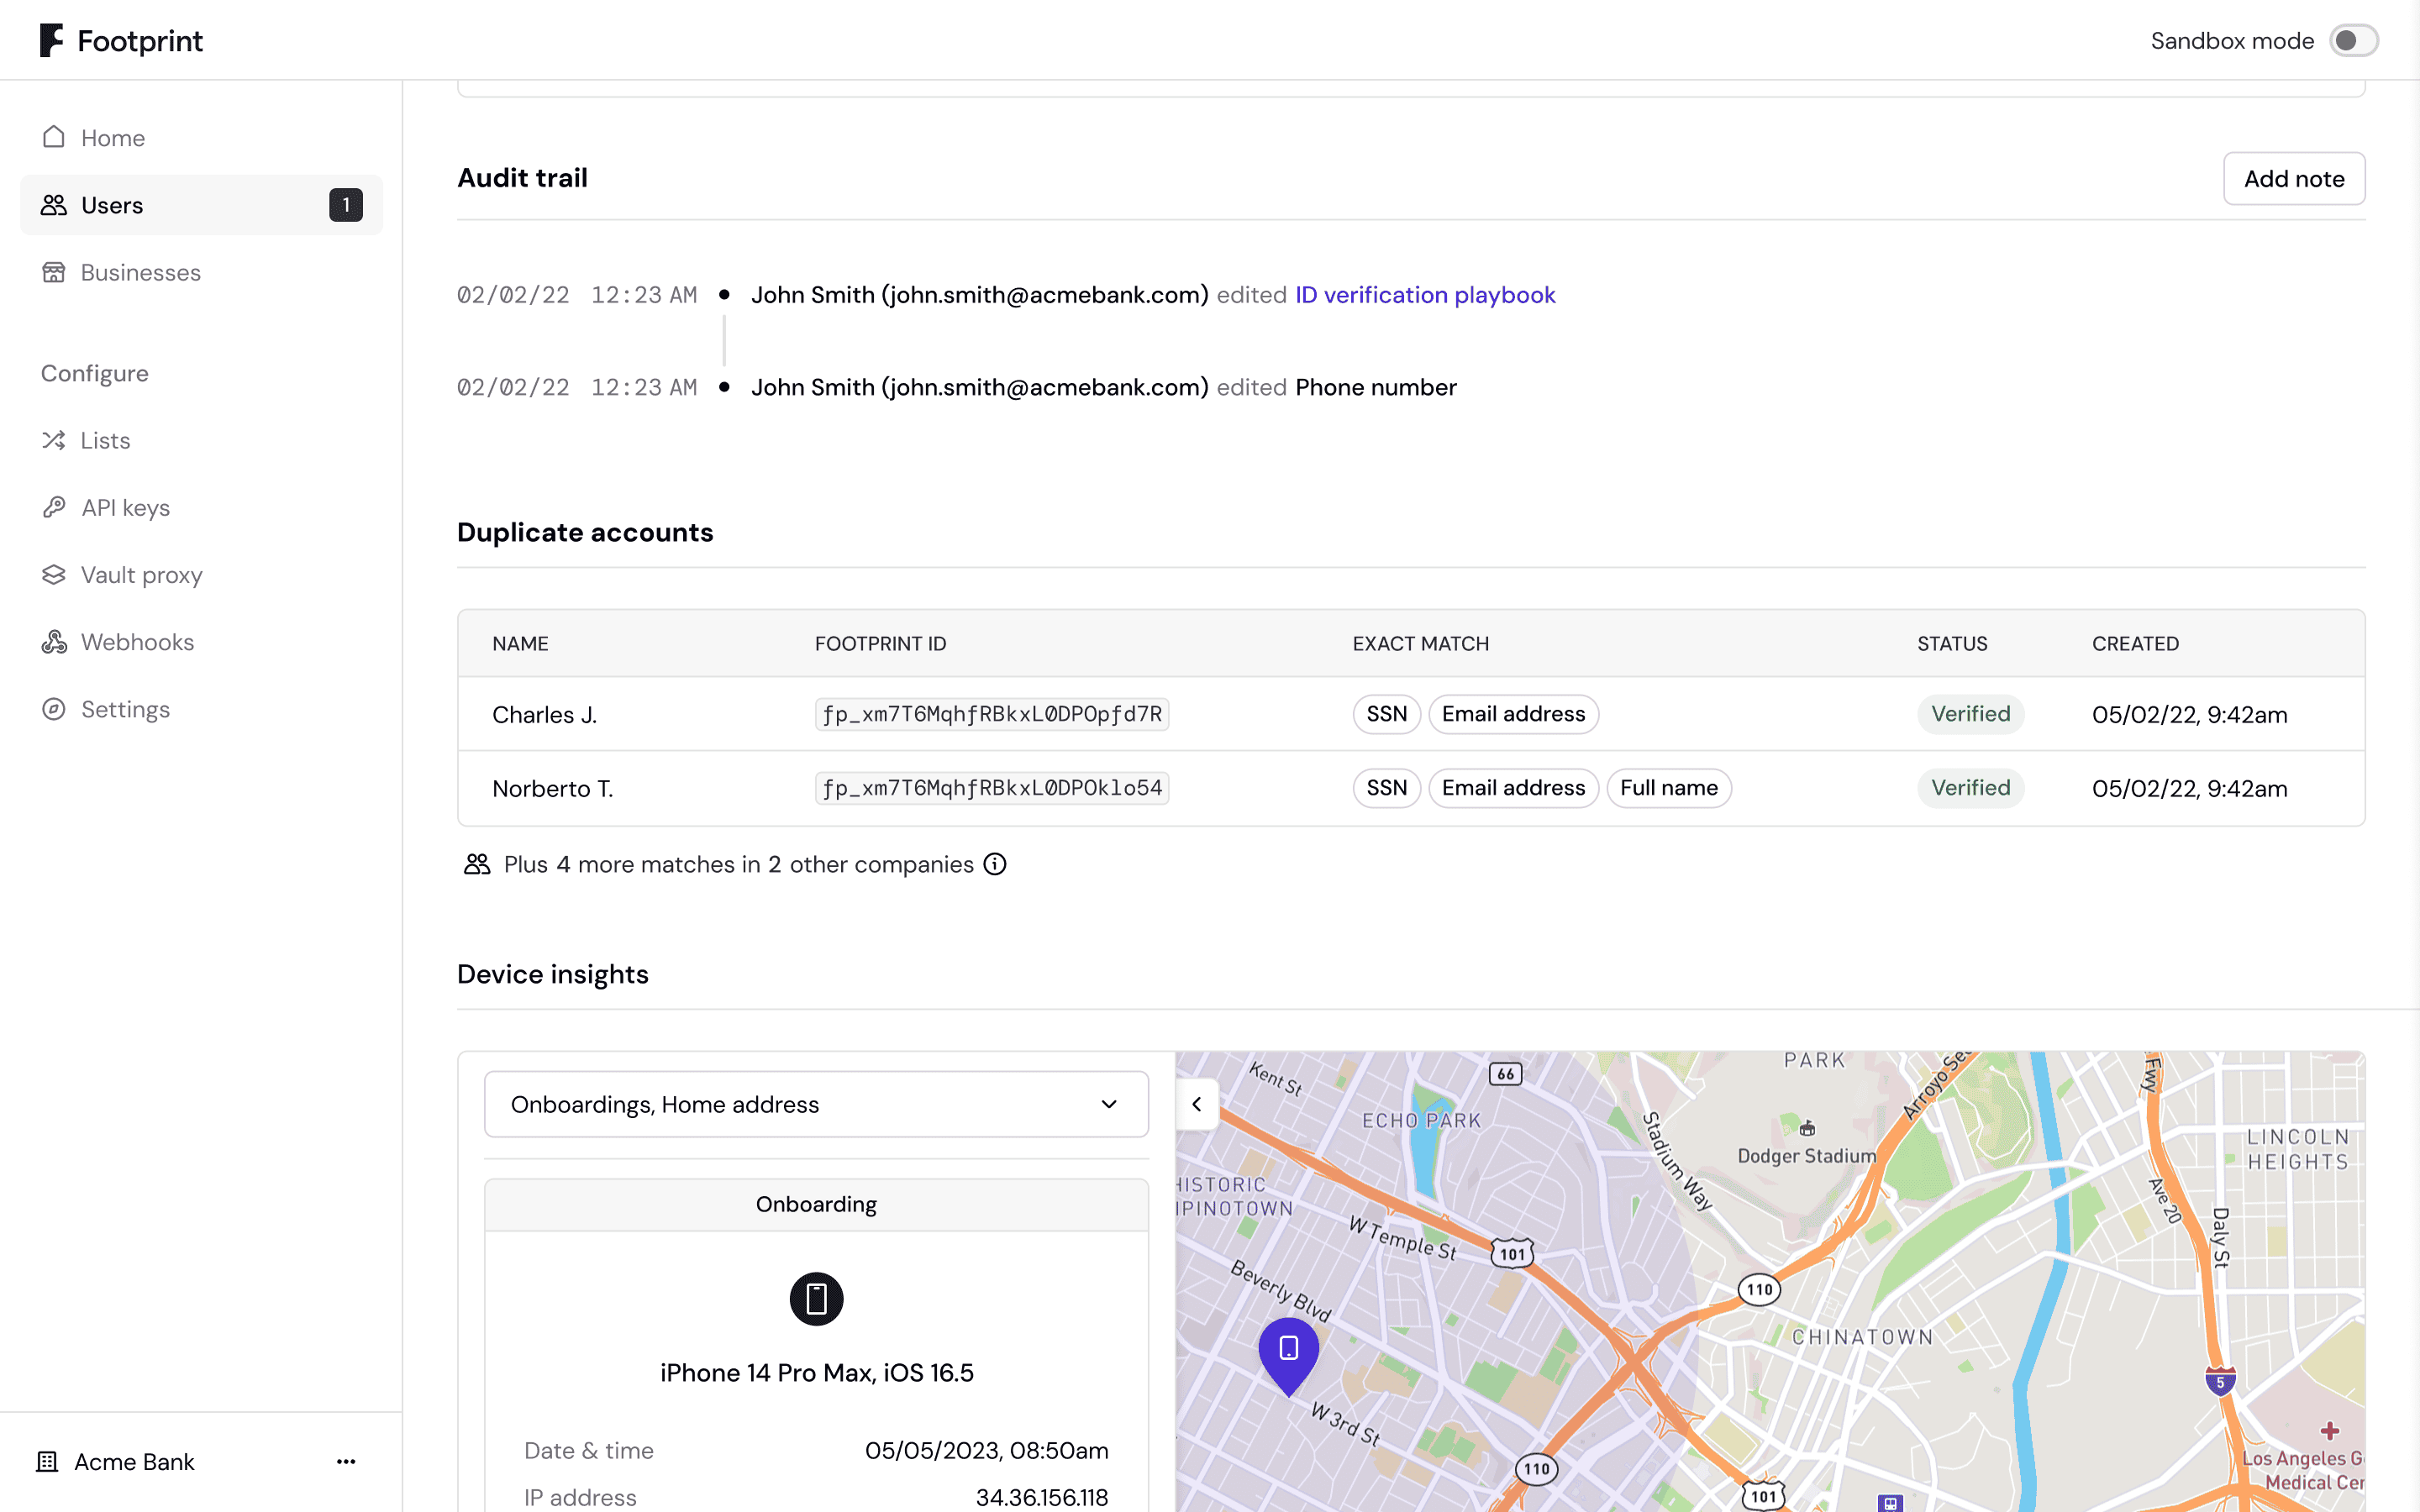 Footprint
Sandbox mode
Home
Users 1
Businesses
Configure
Lists
API keys
Vault proxy
Webhooks
Settings
Acme Bank
Audit trail
Add note
02/02/22 12:23 AM John Smith (john.smith@acmebank.com) edited ID verification playbook
02/02/22 12:23 AM John Smith (john.smith@acmebank.com) edited Phone number
Duplicate accounts
NAME FOOTPRINT ID EXACT MATCH STATUS CREATED
Charles J. fp_xm7T6MqhfRBkxL0DPOpfd7R SSN Email address Verified 05/02/22, 9:42am
Norberto T. fp_xm7T6MqhfRBkxL0DPOklo54 SSN Email address Full name Verified 05/02/22, 9:42am
Plus 4 more matches in 2 other companies
Device insights
Onboardings, Home address
Onboarding
iPhone 14 Pro Max, iOS 16.5
Date & time 05/05/2023, 08:50am
IP address 34.36.156.118
Kent St
66
PARK
Arroyo Sec
Fwy
ECHO PARK
Stadium Way
Dodger Stadium
LINCOLN
HEIGHTS
HISTORIC
IPINOTOWN
Ave 20
Daly St
W Temple St
101
Beverly Blvd
110
CHINATOWN
5
W 3rd St
110
101
Los Angeles G
Medical Cen